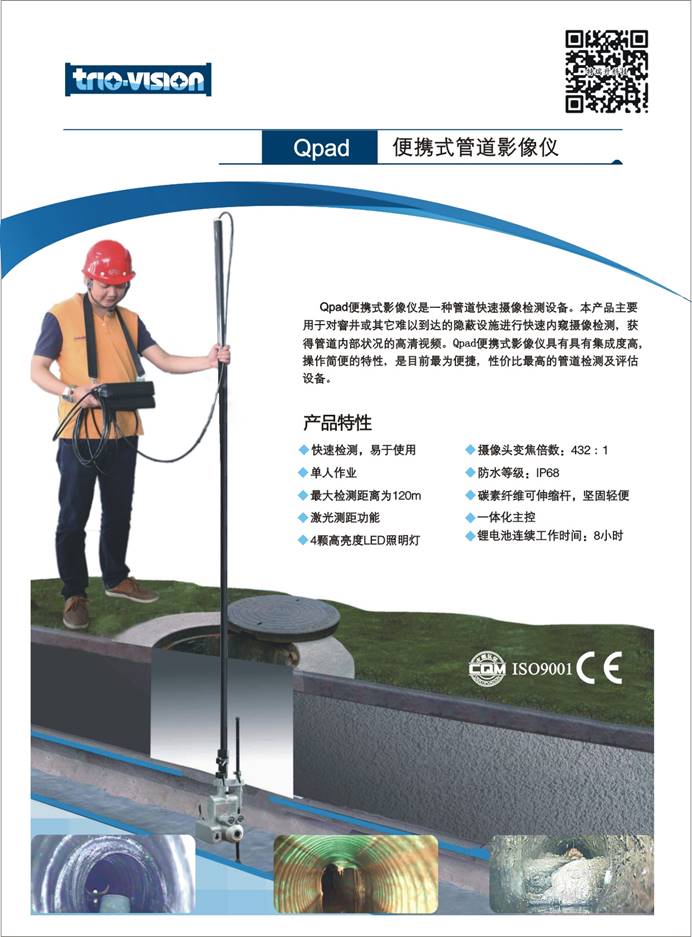 trio-vision
Qpad
便携式管道影像仪
Qpad便携式影像仪是一种管道快速摄像检测设备。本产品主要
用于对窨井或其它难以到达的隐蔽设施进行快速内窥摄像检测,获
得管道内部状况的高清视频。Qpad便携式影像仪具有具有集成度高,
操作简便的特性,是目前最为便捷,性价比最高的管道检测及评估
设备。
产品特性
快速检测,易于使用
单人作业
最大检测距离为120m
激光测距功能
4颗高亮度LED照明灯
摄像头变焦倍数:432:1
防水等级:IP68
碳素纤维可伸缩杆,坚固轻便
一体化主控
锂电池连续工作时间:8小时
CQM
ISO9001
CE